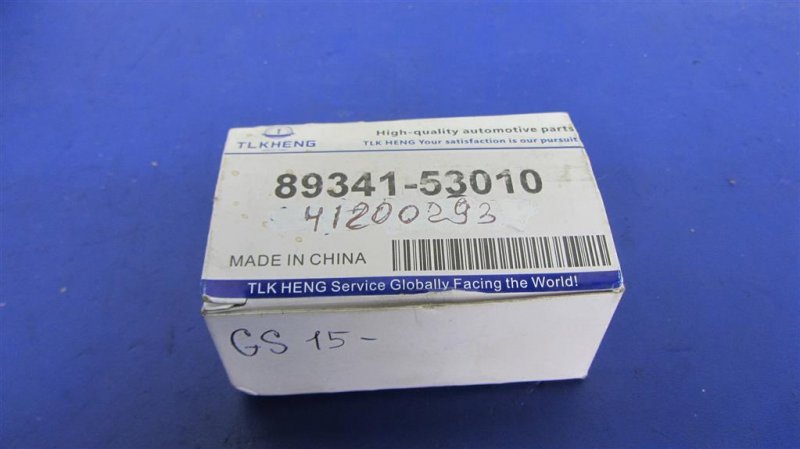 TLKHENG
High-quality automotive parts
TLK HENG Your satisfaction is our pursuit
89341-53010
41200293
MADE IN CHINA
TLK HENG Service Globally Facing the World!
GS 15-